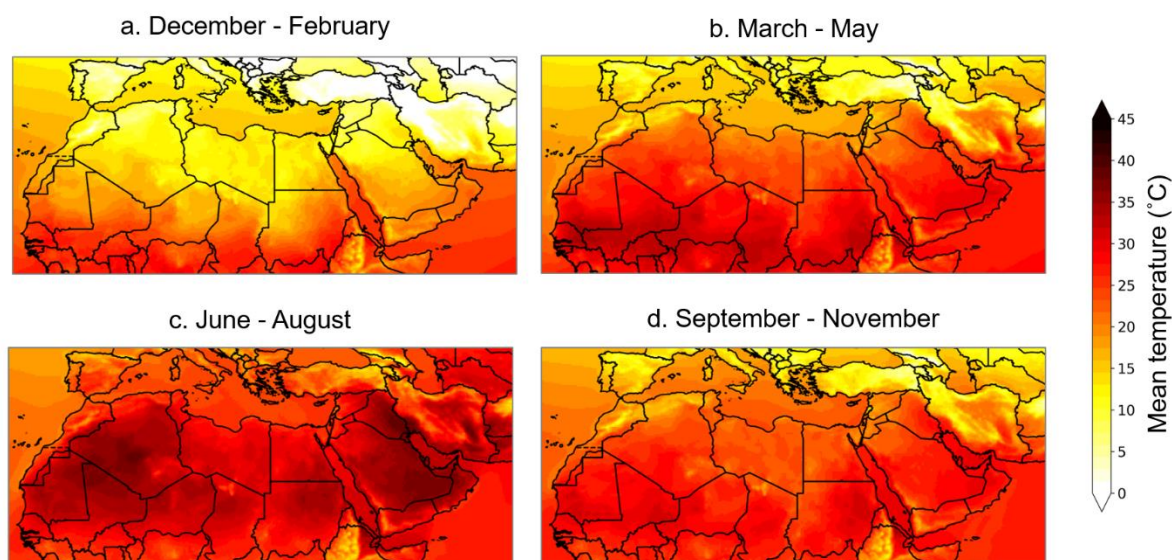 a. December - February
b. March - May
c. June - August
d. September - November
45
40
35
30
25
20
15
10
5
0
Mean temperature (˚C)